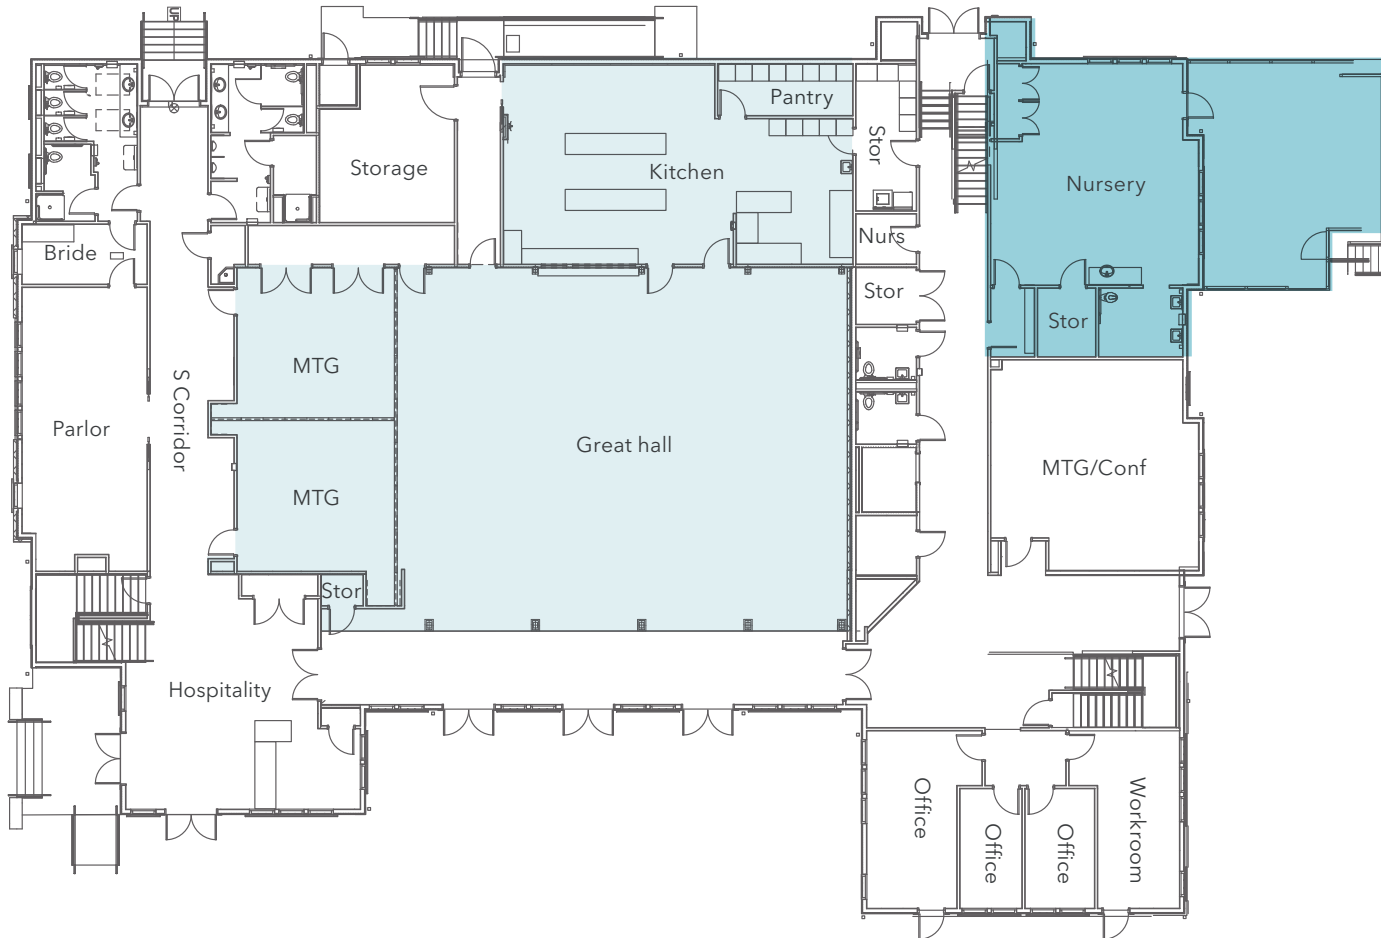 UP
Pantry
Storage
Kitchen
Stor
Nursery
Bride
Nurs
Stor
Stor
MTG
S Corridor
Parlor
Great hall
MTG/Conf
MTG
Stor
Hospitality
Office
Office
Office
Workroom